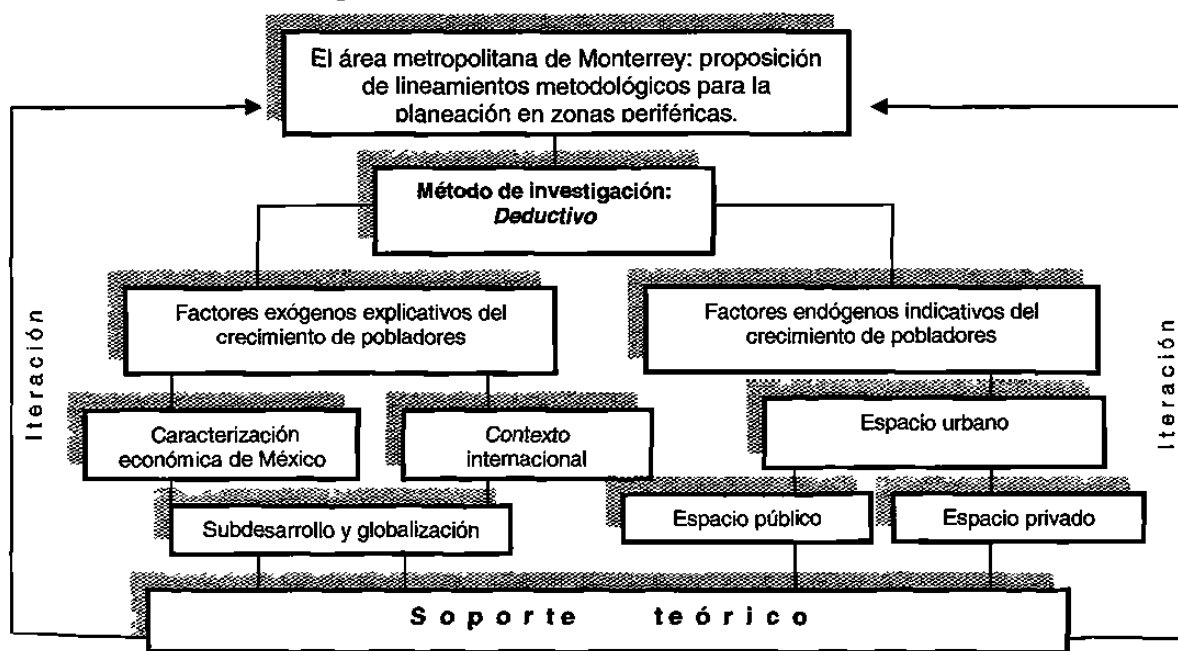 El área metropolitana de Monterrey: proposición
de lineamientos metodológicos para la
planeación en zonas periféricas.
Método de investigación:
Deductivo
Factores exógenos explicativos del
crecimiento de pobladores
Factores endógenos indicativos del
crecimiento de pobladores
Iteración
Iteración
Caracterización
económica de México
Contexto
internacional
Espacio urbano
Subdesarrollo y globalización
Espacio público
Espacio privado
Soporte teórico